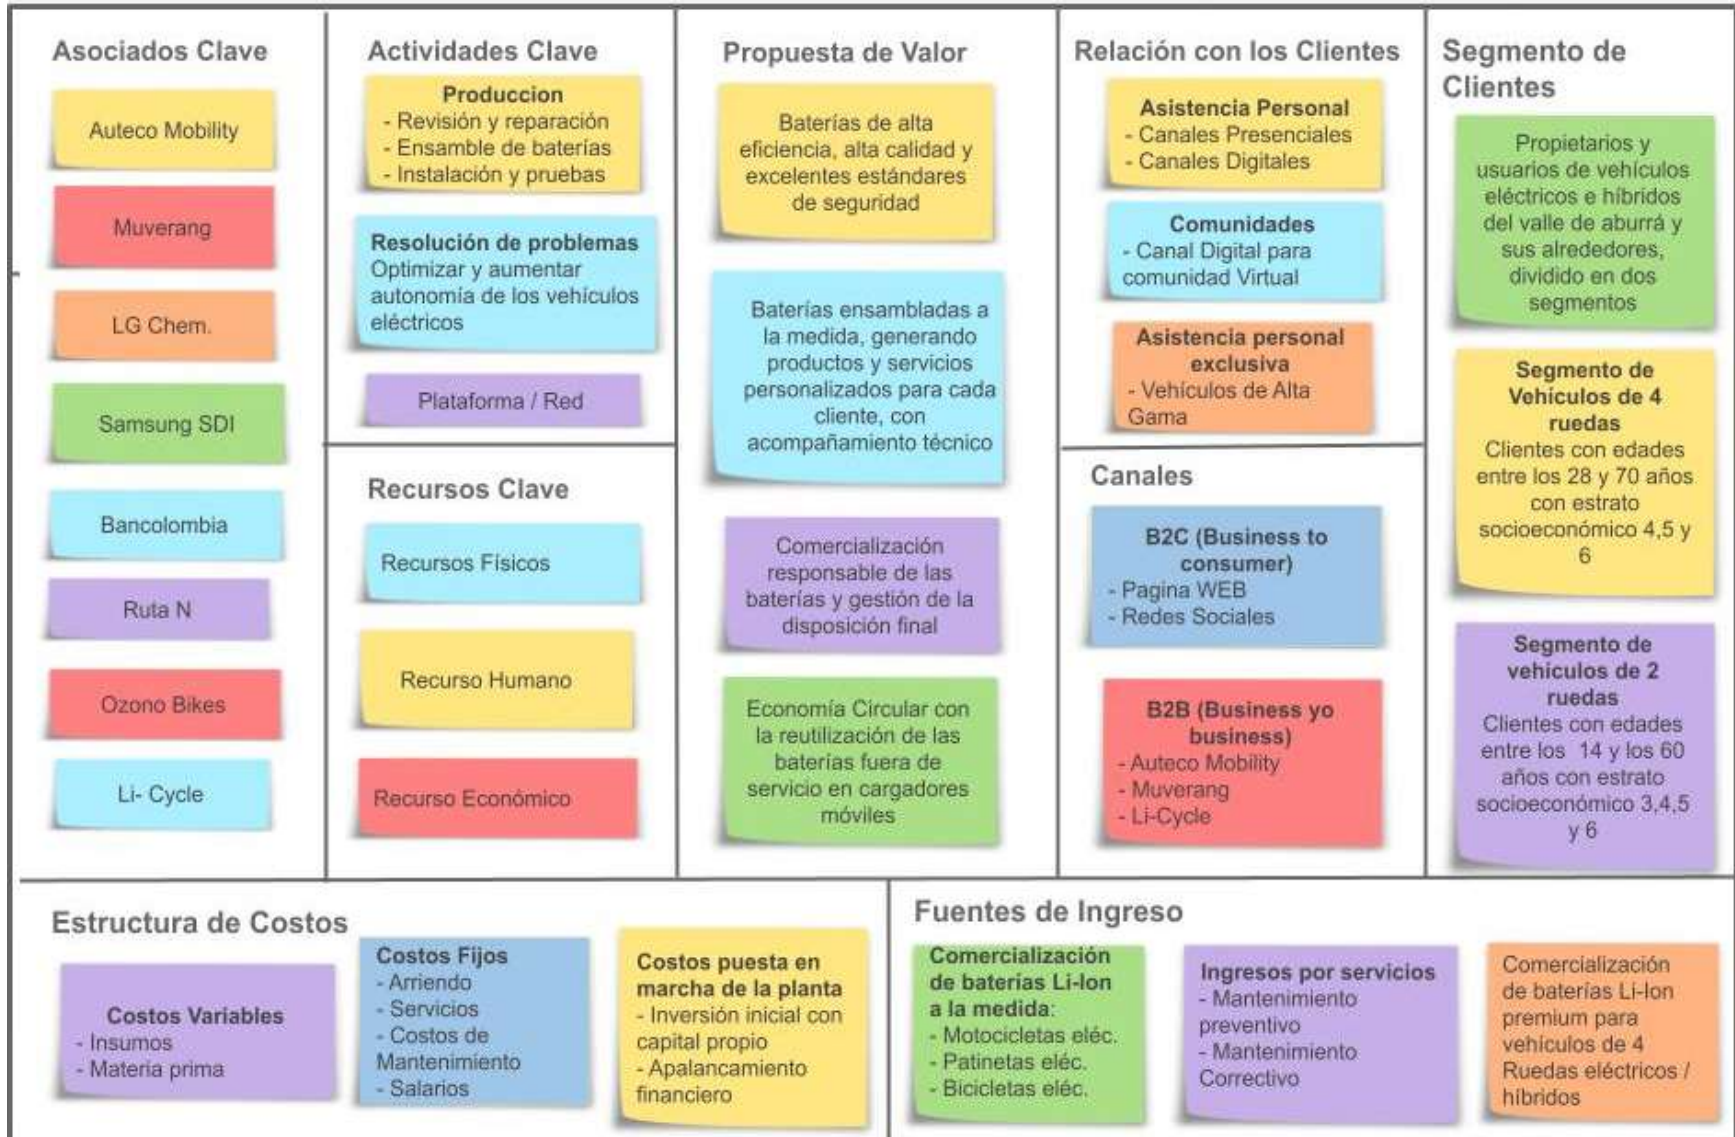 Asociados Clave
Auteco Mobility
Muverang
LG Chem.
Samsung SDI
Bancolombia
Ruta N
Ozono Bikes
Li- Cycle
Actividades Clave
Produccion
- Revisión y reparación
- Ensamble de baterías
- Instalación y pruebas
Resolución de problemas
Optimizar y aumentar
autonomía de los vehículos
eléctricos
Plataforma / Red
Recursos Clave
Recursos Físicos
Recurso Humano
Recurso Económico
Propuesta de Valor
Baterías de alta
eficiencia, alta calidad y
excelentes estándares
de seguridad
Baterías ensambladas a
la medida, generando
productos y servicios
personalizados para cada
cliente, con
acompañamiento técnico
Comercialización
responsable de las
baterías y gestión de la
disposición final
Economía Circular con
la reutilización de las
baterías fuera de
servicio en cargadores
móviles
Relación con los Clientes
Asistencia Personal
- Canales Presenciales
- Canales Digitales
Comunidades
- Canal Digital para
comunidad Virtual
Asistencia personal
exclusiva
- Vehículos de Alta
Gama
Canales
B2C (Business to
consumer)
- Pagina WEB
- Redes Sociales
B2B (Business yo
business)
- Auteco Mobility
- Muverang
- Li-Cycle
Segmento de
Clientes
Propietarios y
usuarios de vehículos
eléctricos e híbridos
del valle de aburrá y
sus alrededores,
dividido en dos
segmentos
Segmento de
Vehículos de 4
ruedas
Clientes con edades
entre los 28 y 70 años
con estrato
socioeconómico 4,5 y
6
Segmento de
vehículos de 2
ruedas
Clientes con edades
entre los 14 y los 60
años con estrato
socioeconómico 3,4,5
y 6
Estructura de Costos
Costos Variables
- Insumos
- Materia prima
Costos Fijos
- Arriendo
- Servicios
- Costos de
Mantenimiento
- Salarios
Costos puesta en
marcha de la planta
- Inversión inicial con
capital propio
- Apalancamiento
financiero
Fuentes de Ingreso
Comercialización
de baterías Li-Ion
a la medida:
- Motocicletas eléc.
- Patinetas eléc.
- Bicicletas eléc.
Ingresos por servicios
- Mantenimiento
preventivo
- Mantenimiento
Correctivo
Comercialización
de baterías Li-Ion
premium para
vehículos de 4
Ruedas eléctricos /
híbridos